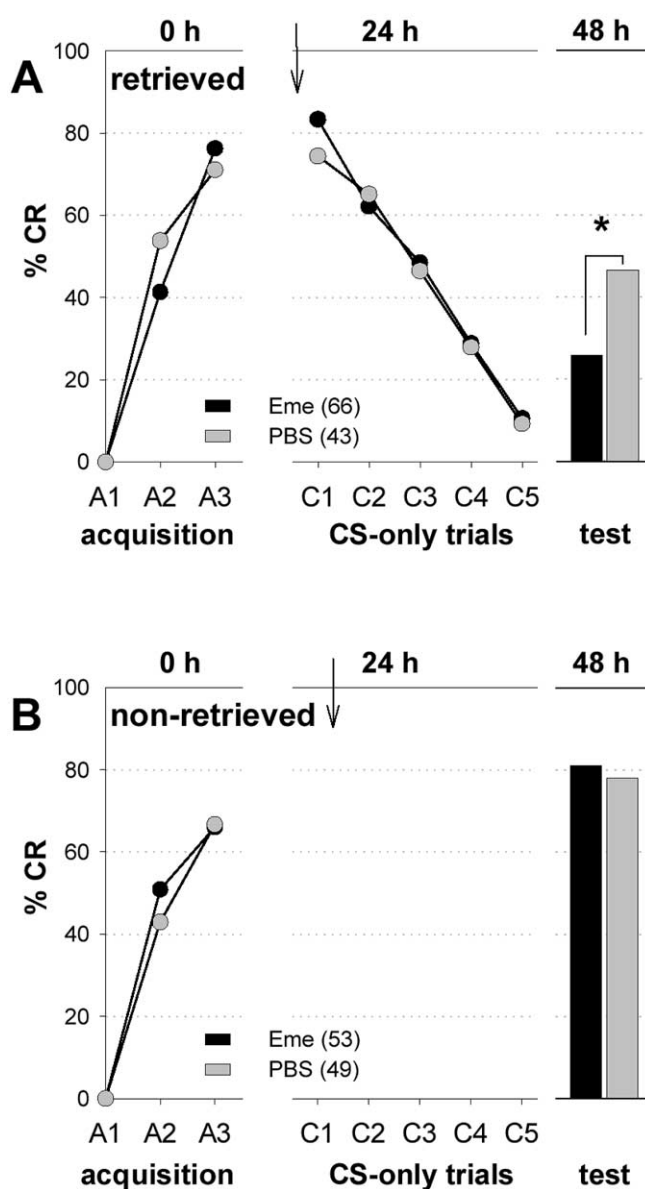 0 h 24 h 48 h
A
100
retrieved
80
60
*
% CR
40
20
Eme (66)
PBS (43)
0
A1 A2 A3 C1 C2 C3 C4 C5
acquisition CS-only trials test
0 h 24 h 48 h
B
100
non-retrieved
80
60
% CR
40
20
Eme (53)
PBS (49)
0
A1 A2 A3 C1 C2 C3 C4 C5
acquisition CS-only trials test